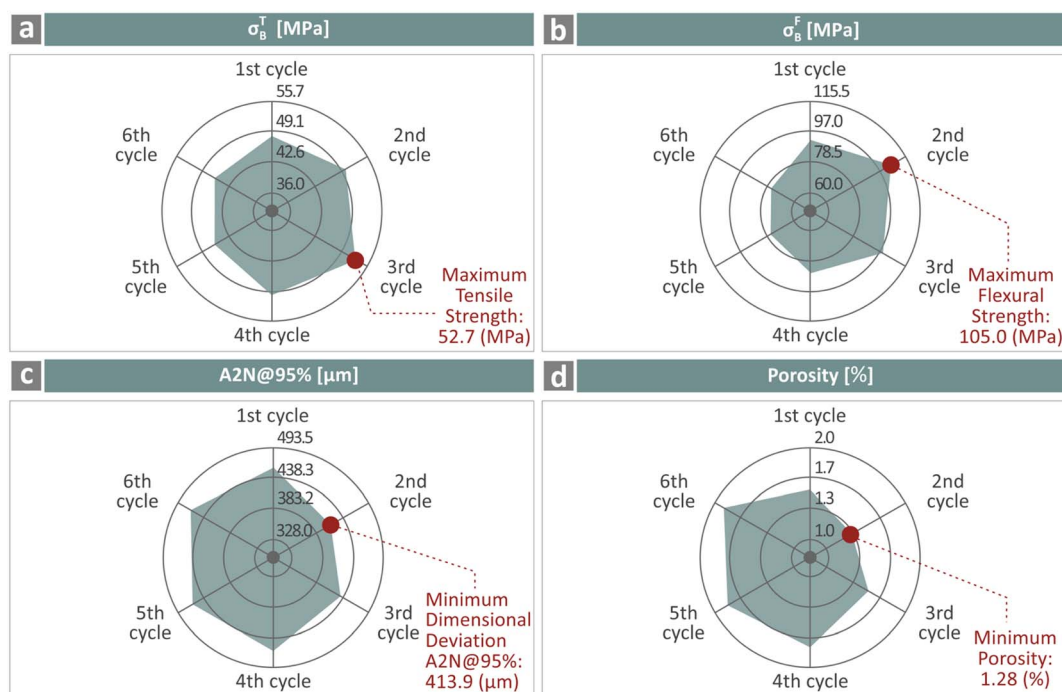 a
σ_B^T [MPa]
1st cycle
55.7
49.1
42.6
36.0
2nd
cycle
3rd
cycle
4th cycle
5th
cycle
6th
cycle
Maximum
Tensile
Strength:
52.7 (MPa)
b
σ_B^F [MPa]
1st cycle
115.5
97.0
78.5
60.0
2nd
cycle
3rd
cycle
4th cycle
5th
cycle
6th
cycle
Maximum
Flexural
Strength:
105.0 (MPa)
c
A2N@95% [μm]
1st cycle
493.5
438.3
383.2
328.0
2nd
cycle
3rd
cycle
4th cycle
5th
cycle
6th
cycle
Minimum
Dimensional
Deviation
A2N@95%:
413.9 (μm)
d
Porosity [%]
1st cycle
2.0
1.7
1.3
1.0
2nd
cycle
3rd
cycle
4th cycle
5th
cycle
6th
cycle
Minimum
Porosity:
1.28 (%)